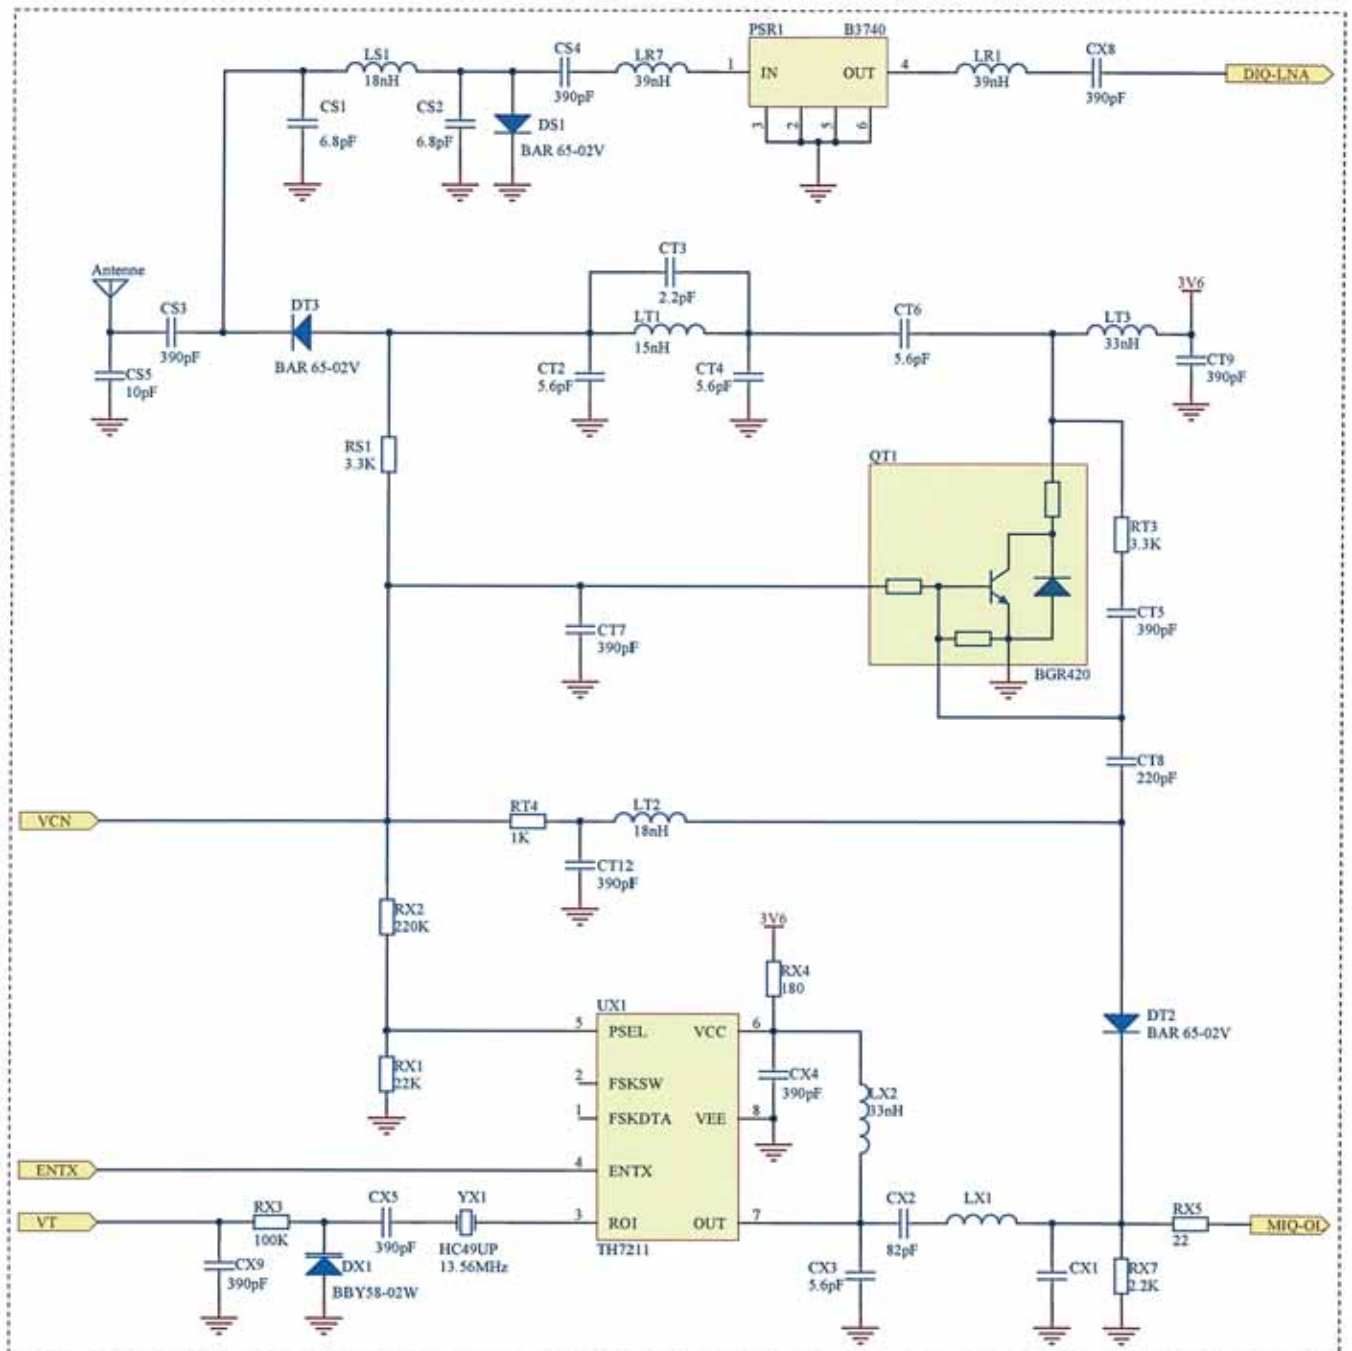 PSR1 B3740
LS1
18nH
CS4
390pF
LR7
39nH
1 IN OUT 4
LR1
39nH
CX8
390pF
DIQ-LNA
CS1
6.8pF
CS2
6.8pF
DS1
BAR 65-02V
3 2 5 6
Antenne
CS3
390pF
CS5
10pF
DT3
BAR 65-02V
CT3
2.2pF
LT1
15nH
CT2
5.6pF
CT4
5.6pF
CT6
5.6pF
3V6
LT3
33nH
CT9
390pF
RS1
3.3K
QT1
BGR420
RT3
3.3K
CT5
390pF
CT7
390pF
CT8
220pF
VCN
RT4
1K
LT2
18nH
CT12
390pF
RX2
220K
3V6
RX4
180
UX1
5 PSEL VCC 6
2 FSKSW
1 FSKDTA VEE 8
4 ENTX
3 ROI OUT 7
TH7211
RX1
22K
CX4
390pF
LX2
33nH
DT2
BAR 65-02V
ENTX
VT
RX3
100K
CX5
390pF
YX1
HC49UP
13.56MHz
CX9
390pF
DX1
BBY58-02W
CX2
82pF
LX1
CX3
5.6pF
CX1
RX5
22
RX7
2.2K
MIQ-OL